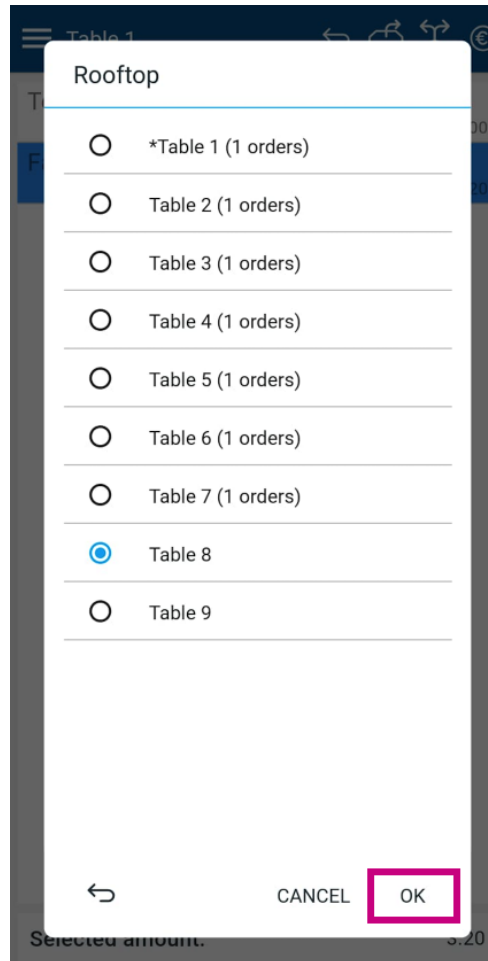 Table 1
Rooftop
*Table 1 (1 orders)
Table 2 (1 orders)
Table 3 (1 orders)
Table 4 (1 orders)
Table 5 (1 orders)
Table 6 (1 orders)
Table 7 (1 orders)
Table 8
Table 9
CANCEL
OK
Selected amount: 3.20